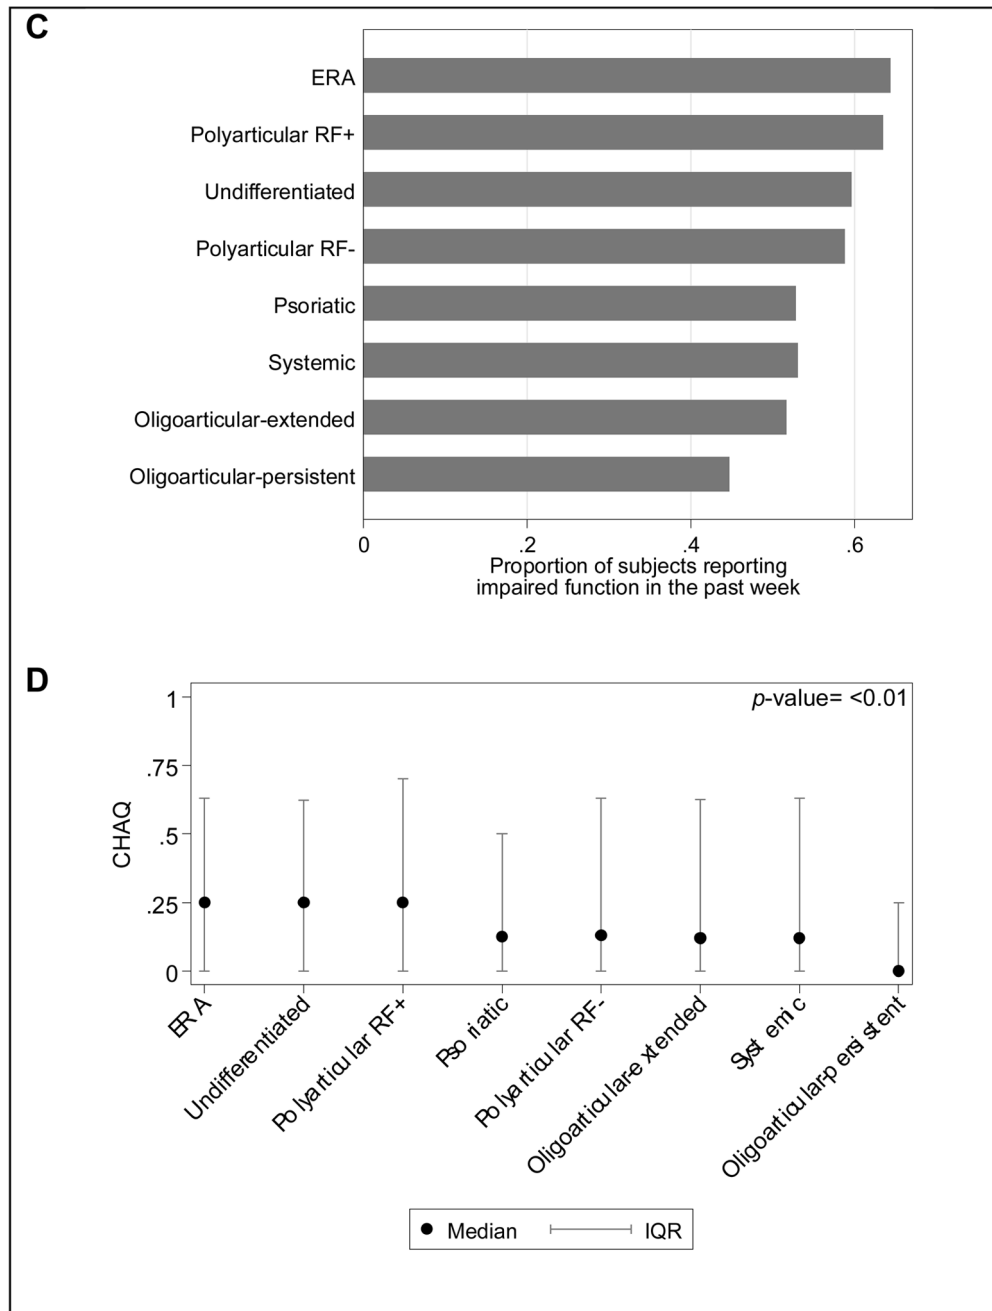 C
ERA
Polyarticular RF+
Undifferentiated
Polyarticular RF-
Psoriatic
Systemic
Oligoarticular-extended
Oligoarticular-persistent
0 .2 .4 .6
Proportion of subjects reporting
impaired function in the past week
D
p-value= <0.01
1
.75
.5
.25
0
CHAQ
ERA
Undifferentiated
Polyarticular RF+
Psoriatic
Polyarticular RF-
Oligoarticular-extended
Systemic
Oligoarticular-persistent
Median IQR